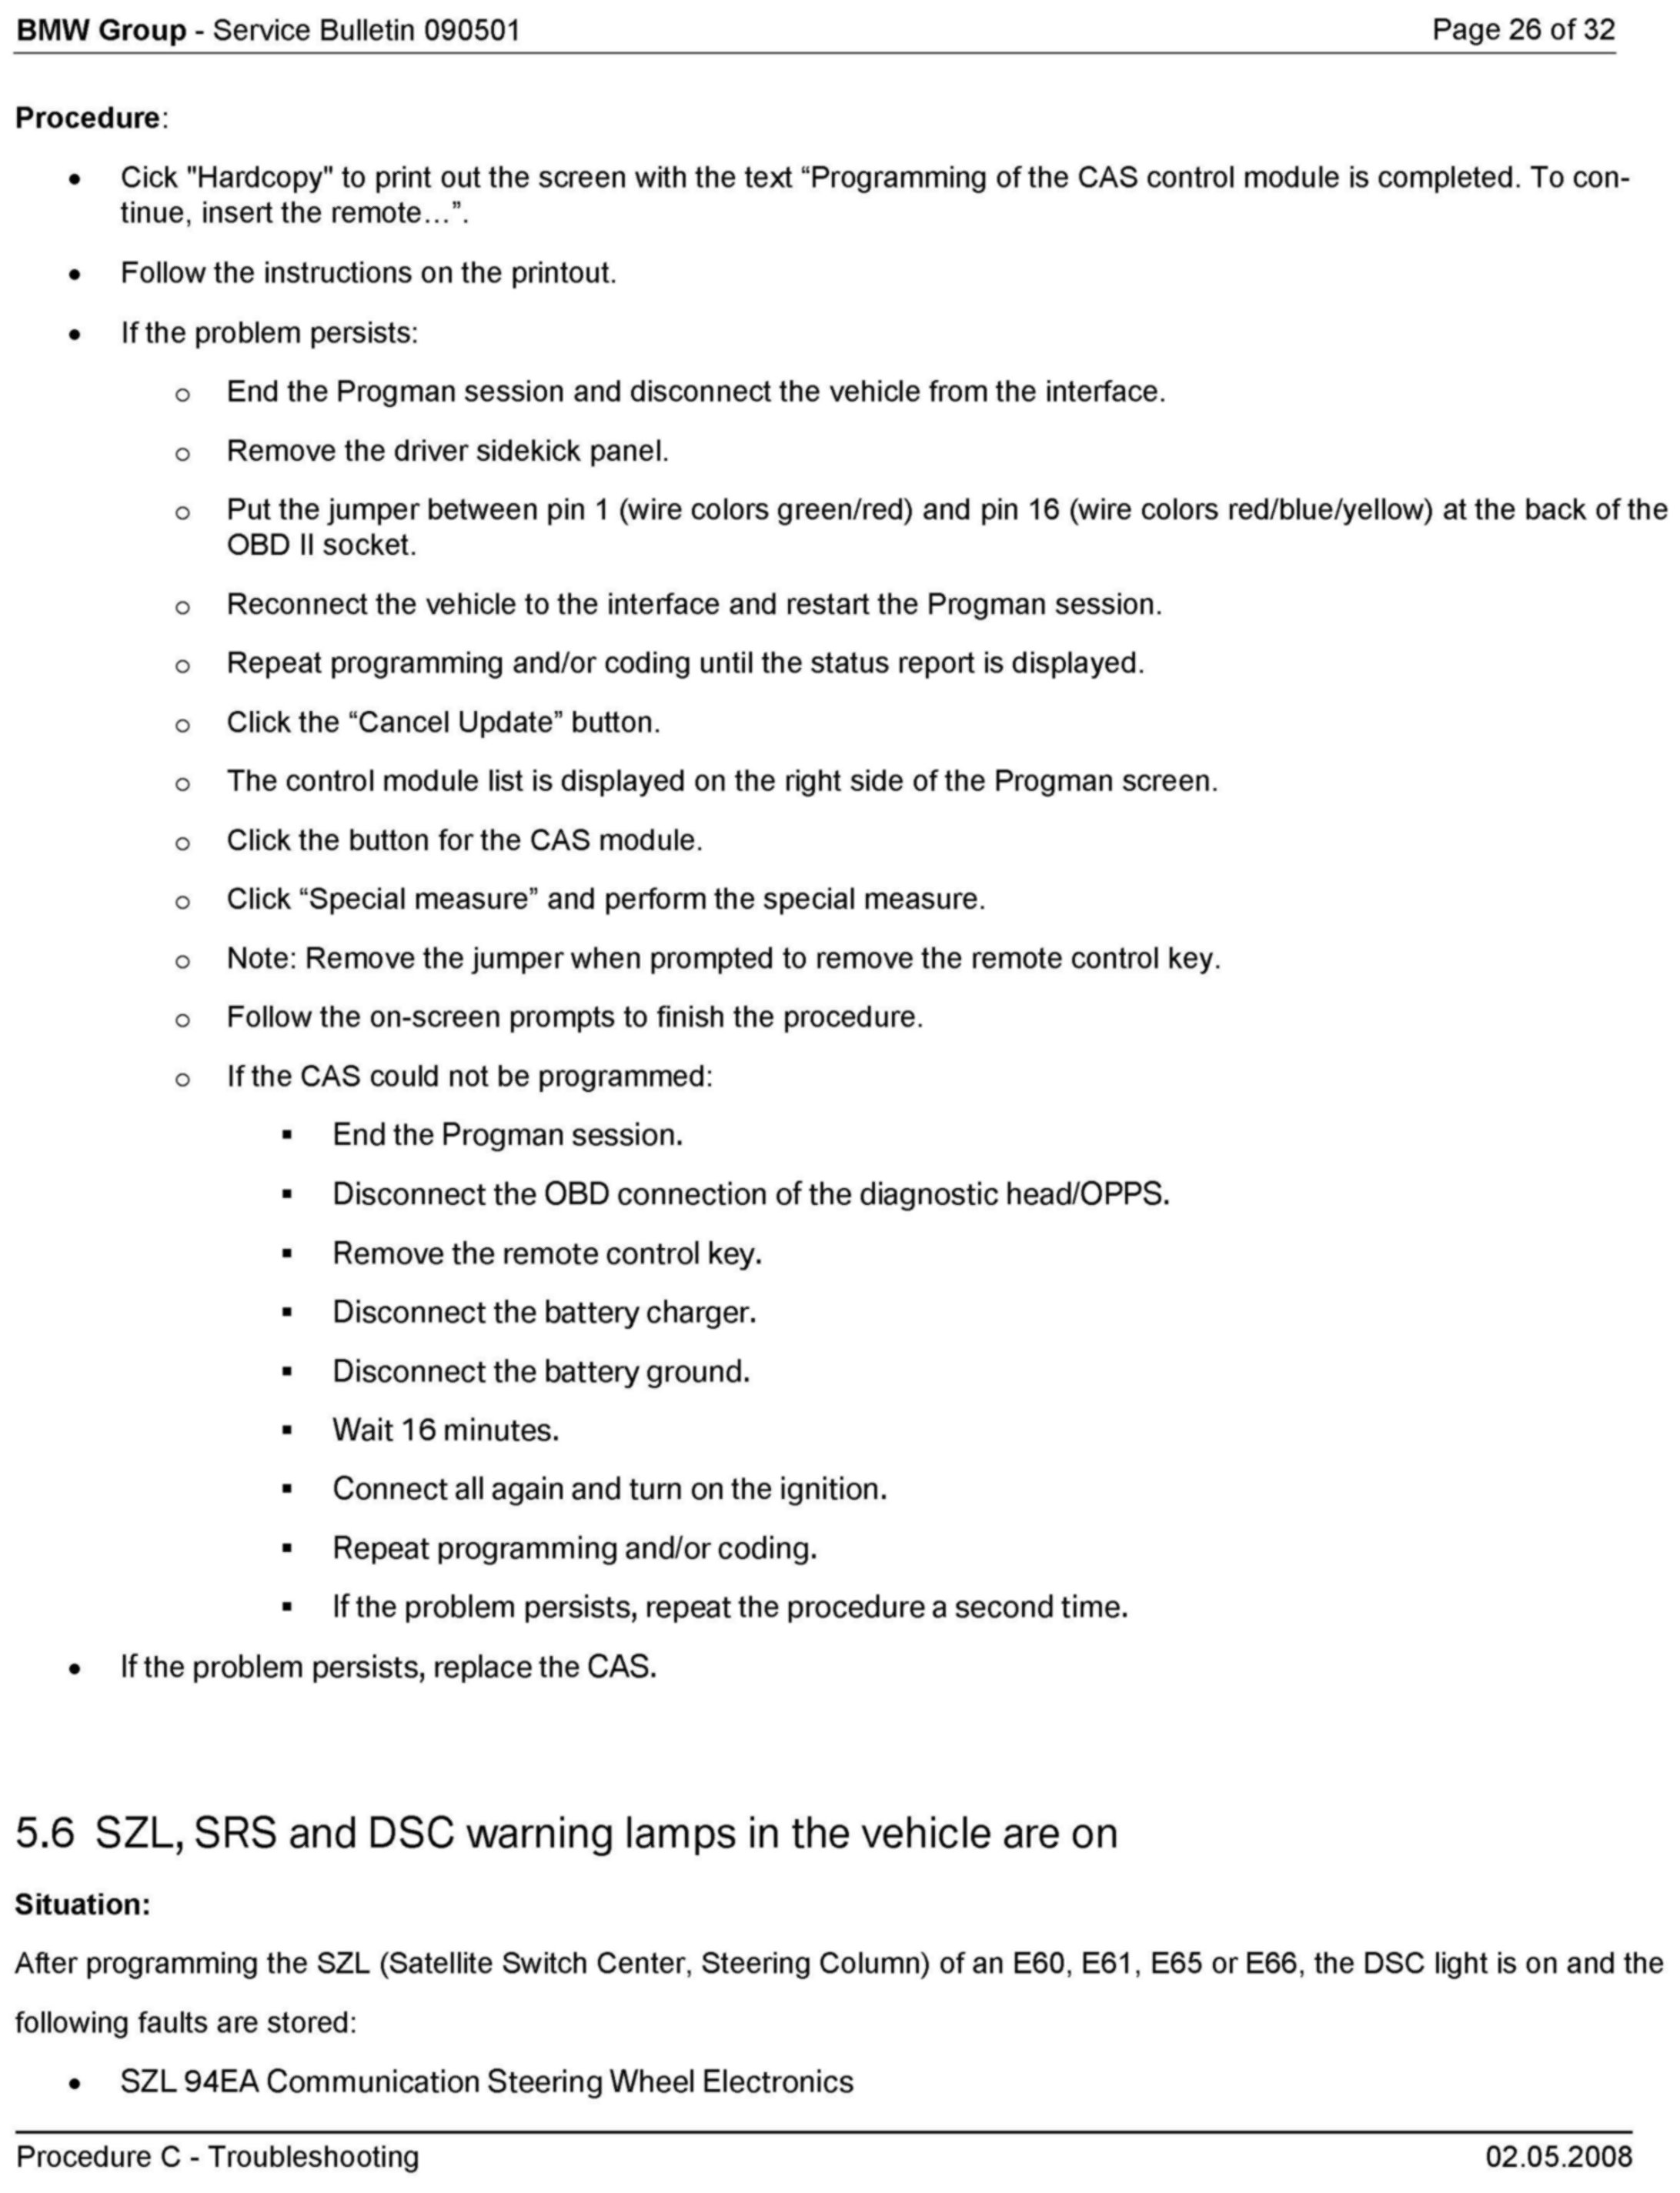 BMW Group - Service Bulletin 090501 Page 26 of 32
Procedure:
• Cick "Hardcopy" to print out the screen with the text “Programming of the CAS control module is completed. To con-
tinue, insert the remote…”.
• Follow the instructions on the printout.
• If the problem persists:
o End the Progman session and disconnect the vehicle from the interface.
o Remove the driver sidekick panel.
o Put the jumper between pin 1 (wire colors green/red) and pin 16 (wire colors red/blue/yellow) at the back of the
OBD II socket.
o Reconnect the vehicle to the interface and restart the Progman session.
o Repeat programming and/or coding until the status report is displayed.
o Click the “Cancel Update” button.
o The control module list is displayed on the right side of the Progman screen.
o Click the button for the CAS module.
o Click “Special measure” and perform the special measure.
o Note: Remove the jumper when prompted to remove the remote control key.
o Follow the on-screen prompts to finish the procedure.
o If the CAS could not be programmed:
▪ End the Progman session.
▪ Disconnect the OBD connection of the diagnostic head/OPPS.
▪ Remove the remote control key.
▪ Disconnect the battery charger.
▪ Disconnect the battery ground.
▪ Wait 16 minutes.
▪ Connect all again and turn on the ignition.
▪ Repeat programming and/or coding.
▪ If the problem persists, repeat the procedure a second time.
• If the problem persists, replace the CAS.
5.6 SZL, SRS and DSC warning lamps in the vehicle are on
Situation:
After programming the SZL (Satellite Switch Center, Steering Column) of an E60, E61, E65 or E66, the DSC light is on and the
following faults are stored:
• SZL 94EA Communication Steering Wheel Electronics
Procedure C - Troubleshooting 02.05.2008